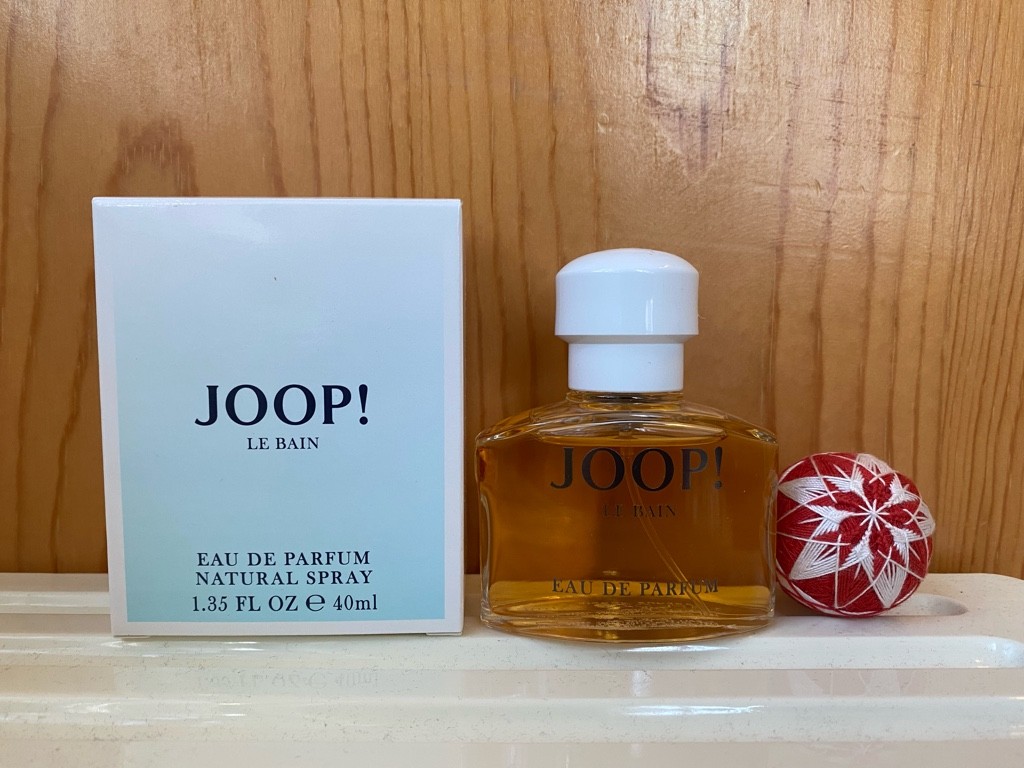 JOOP!
LE BAIN
EAU DE PARFUM
NATURAL SPRAY
1.35 FL OZ ℮ 40ml
JOOP!
LE BAIN
EAU DE PARFUM